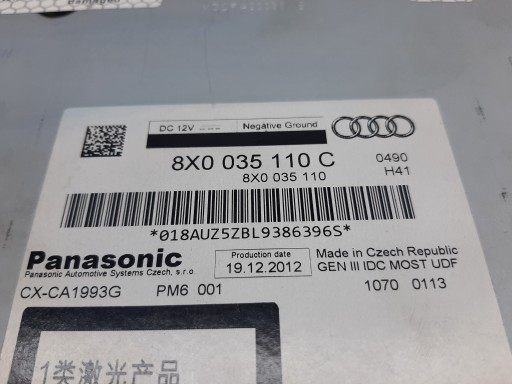 DC 12V --- Negative Ground
8X0 035 110 C 0490
8X0 035 110 H41
*018AUZ5ZBL9386396S*
Panasonic Production date Made in Czech Republic
Panasonic Automotive Systems Czech, s.r.o 19.12.2012 GEN III IDC MOST UDF
CX-CA1993G PM6 001 1070 0113
1类激光产品